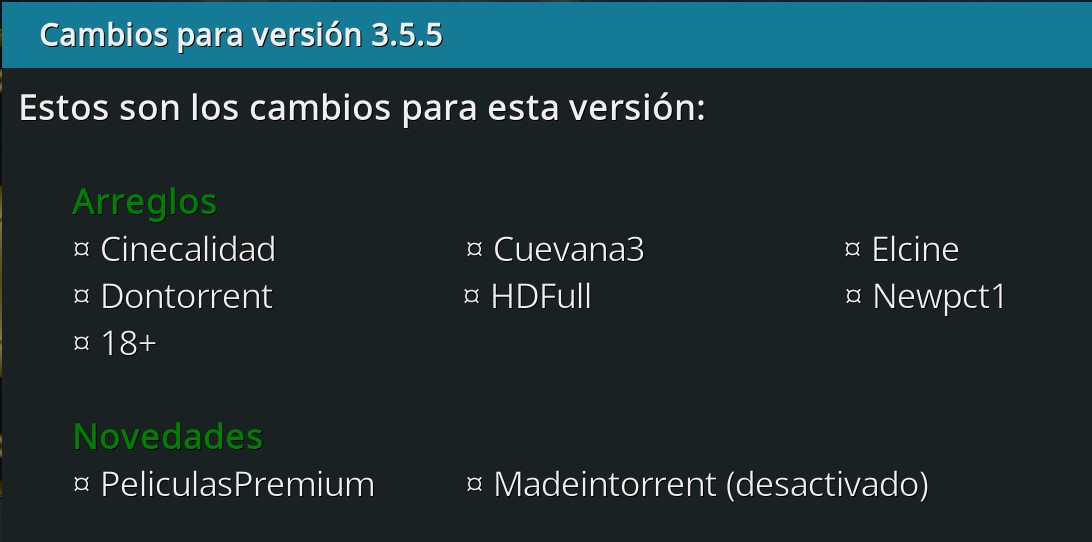 Cambios para versión 3.5.5
Estos son los cambios para esta versión:
Arreglos
¤ Cinecalidad ¤ Cuevana3 ¤ Elcine
¤ Dontorrent ¤ HDFull ¤ Newpct1
¤ 18+
Novedades
¤ PeliculasPremium ¤ Madeintorrent (desactivado)